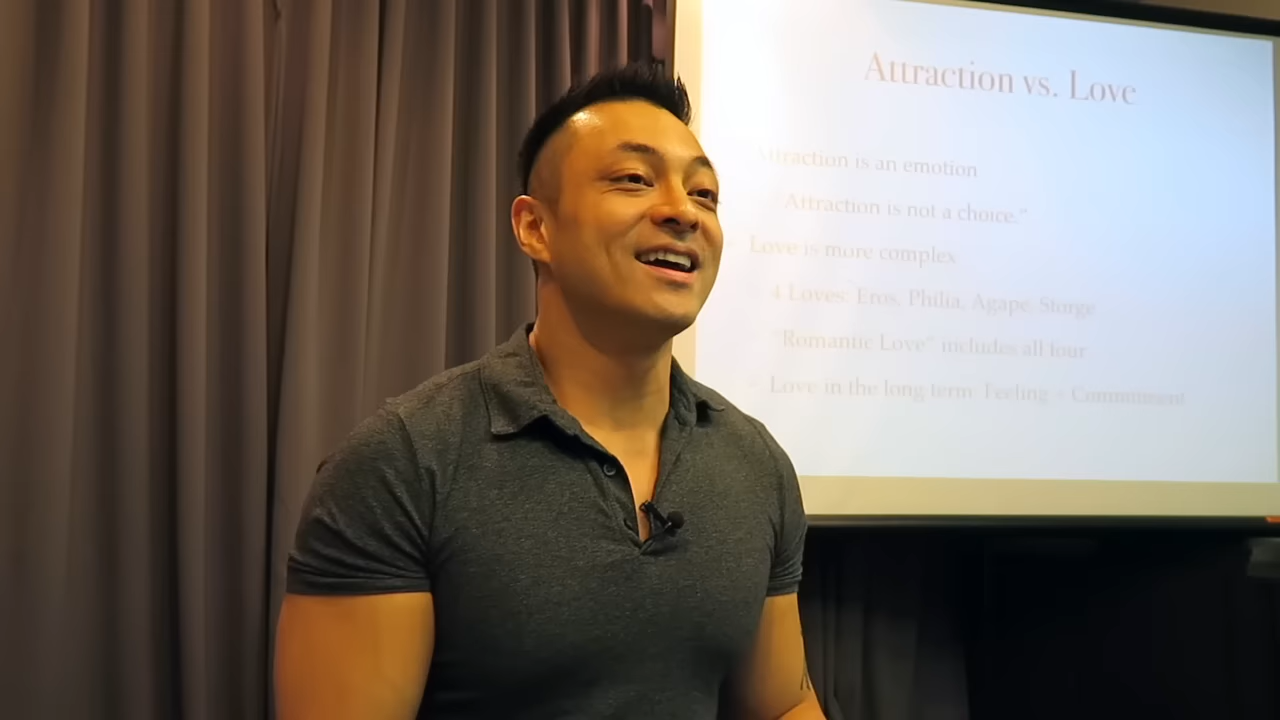 Attraction vs. Love
Attraction is an emotion
Attraction is not a choice."
Love is more complex
4 Loves: Eros, Philia, Agape, Storge
Romantic Love" includes all four
Love in the long term Feeling + Commitment